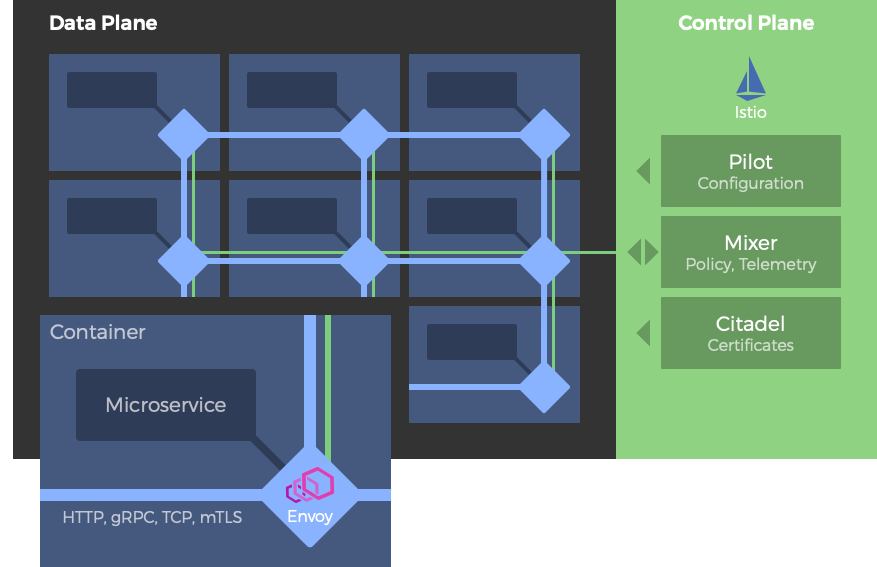 Data Plane
Control Plane
Istio
Pilot
Configuration
Mixer
Policy, Telemetry
Citadel
Certificates
Container
Microservice
Envoy
HTTP, gRPC, TCP, mTLS